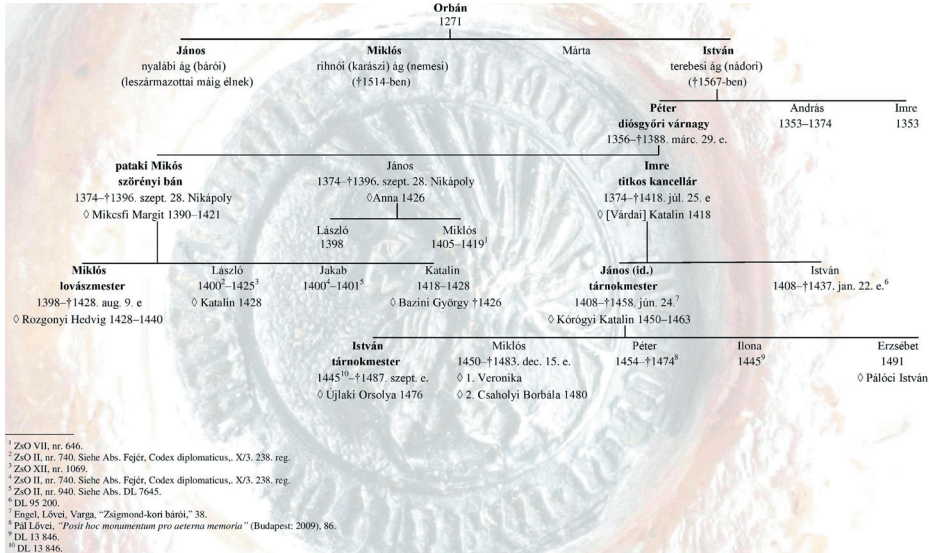 Orbán
1271
János
nyalábi ág (bárói)
(leszármazottai máig élnek)
Miklós
rihnói (karászi) ág (nemesi)
(†1514-ben)
Márta
István
terebesi ág (nádori)
(†1567-ben)
Péter
diósgyőri várnagy
1356–†1388. márc. 29. e.
András
1353–1374
Imre
1353
pataki Mikós
szörényi bán
1374–†1396. szept. 28. Nikápoly
◊ Mikcsfi Margit 1390–1421
János
1374–†1396. szept. 28. Nikápoly
◊Anna 1426
Imre
titkos kancellár
1374–†1418. júl. 25. e
◊ [Várdai] Katalin 1418
László
1398
Miklós
1405–1419¹
Miklós
lovászmester
1398–†1428. aug. 9. e
◊ Rozgonyi Hedvig 1428–1440
László
1400²–1425³
◊ Katalin 1428
Jakab
1400⁴–1401⁵
Katalin
1418–1428
◊ Bazini György †1426
János (id.)
tárnokmester
1408–†1458. jún. 24.⁷
◊ Kórógyi Katalin 1450–1463
István
1408–†1437. jan. 22. e.⁶
István
tárnokmester
1445¹⁰–†1487. szept. e.
◊ Újlaki Orsolya 1476
Miklós
1450–†1483. dec. 15. e.
◊ 1. Veronika
◊ 2. Csaholyi Borbála 1480
Péter
1454–†1474⁸
Ilona
1445⁹
Erzsébet
1491
◊ Pálóci István
¹ ZsO VII, nr. 646.
² ZsO II, nr. 740. Siehe Abs. Fejér, Codex diplomaticus,. X/3. 238. reg.
³ ZsO XII, nr. 1069.
⁴ ZsO II, nr. 740. Siehe Abs. Fejér, Codex diplomaticus,. X/3. 238. reg.
⁵ ZsO II, nr. 940. Siehe Abs. DL 7645.
⁶ DL 95 200.
⁷ Engel, Lővei, Varga, “Zsigmond-kori bárói,” 38.
⁸ Pál Lővei, “Posit hoc monumentum pro aeterna memoria” (Budapest: 2009), 86.
⁹ DL 13 846.
¹⁰ DL 13 846.